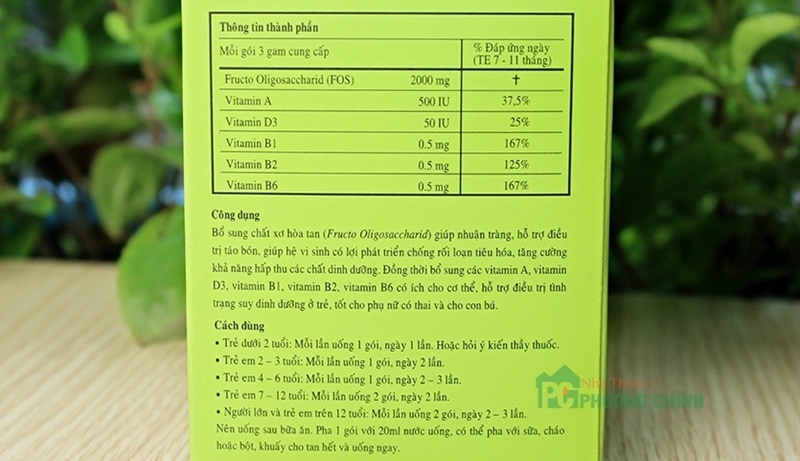 Thông tin thành phần
Mỗi gói 3 gam cung cấp % Đáp ứng ngày
(TE 7 - 11 tháng)
Fructo Oligosaccharid (FOS) 2000 mg ✝
Vitamin A 500 IU 37,5%
Vitamin D3 50 IU 25%
Vitamin B1 0.5 mg 167%
Vitamin B2 0.5 mg 125%
Vitamin B6 0.5 mg 167%
Công dụng
Bổ sung chất xơ hòa tan (Fructo Oligosaccharid) giúp nhuận tràng, hỗ trợ điều
trị táo bón, giúp hệ vi sinh có lợi phát triển chống rối loạn tiêu hóa, tăng cường
khả năng hấp thu các chất dinh dưỡng. Đồng thời bổ sung các vitamin A, vitamin
D3, vitamin B1, vitamin B2, vitamin B6 có ích cho cơ thể, hỗ trợ điều trị tình
trạng suy dinh dưỡng ở trẻ, tốt cho phụ nữ có thai và cho con bú.
Cách dùng
• Trẻ dưới 2 tuổi: Mỗi lần uống 1 gói, ngày 1 lần. Hoặc hỏi ý kiến thầy thuốc.
• Trẻ em 2 – 3 tuổi: Mỗi lần uống 1 gói, ngày 2 lần.
• Trẻ em 4 – 6 tuổi: Mỗi lần uống 1 gói, ngày 2 – 3 lần.
• Trẻ em 7 – 12 tuổi: Mỗi lần uống 2 gói, ngày 2 lần.
• Người lớn và trẻ em trên 12 tuổi: Mỗi lần uống 2 gói, ngày 2 – 3 lần.
Nên uống sau bữa ăn. Pha 1 gói với 20ml nước uống, có thể pha với sữa, cháo
hoặc bột, khuấy cho tan hết và uống ngay.
Nhà Thuốc
PC PHƯƠNG CHINH